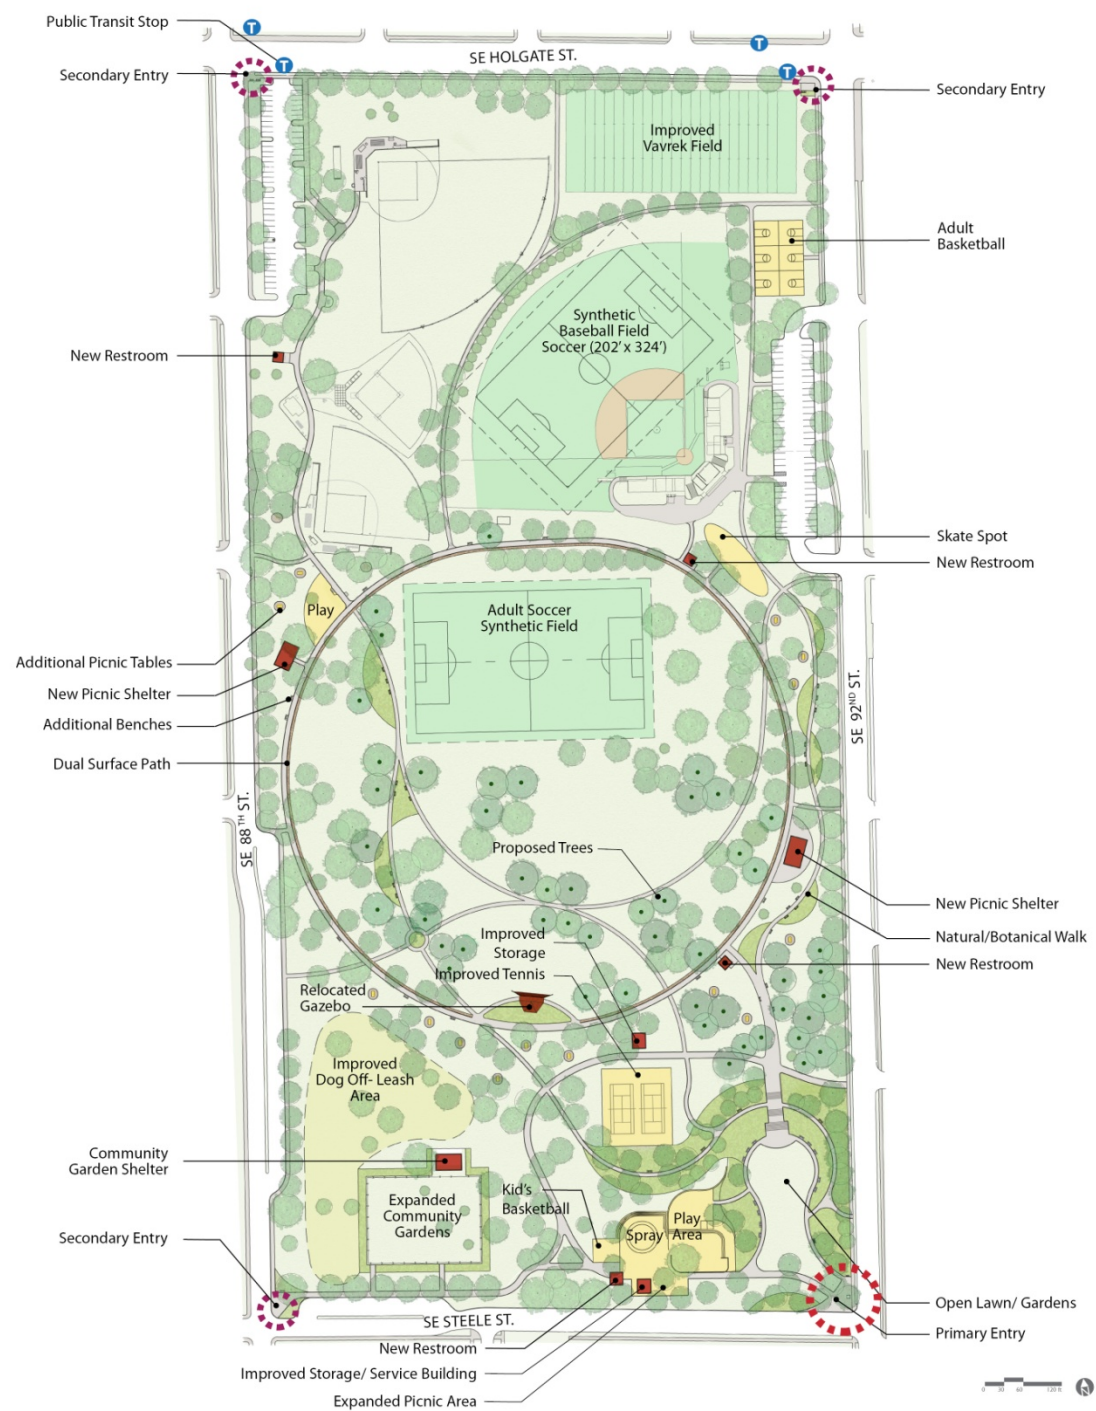 Public Transit Stop
T
T
T
T
SE HOLGATE ST.
Secondary Entry
Secondary Entry
Improved
Vavrek Field
Adult
Basketball
Synthetic
Baseball Field
Soccer (202' x 324')
New Restroom
Skate Spot
New Restroom
Adult Soccer
Synthetic Field
Play
Additional Picnic Tables
New Picnic Shelter
Additional Benches
Dual Surface Path
SE 92ND ST.
SE 88TH ST.
Proposed Trees
New Picnic Shelter
Natural/Botanical Walk
New Restroom
Improved
Storage
Improved Tennis
Relocated
Gazebo
Improved
Dog Off- Leash
Area
Community
Garden Shelter
Expanded
Community
Gardens
Kid's
Basketball
Spray
Play
Area
Secondary Entry
Open Lawn/ Gardens
Primary Entry
SE STEELE ST.
New Restroom
Improved Storage/ Service Building
Expanded Picnic Area
0 30 60 120 ft
N